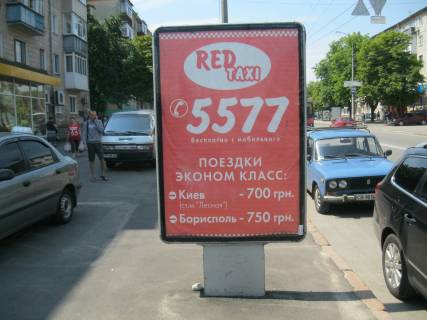 RED
TAXI
5577
бесплатно с мобильного
ПОЕЗДКИ
ЭКОНОМ КЛАСС:
Киев - 700 грн.
(ст.м. "Лесная")
Борисполь - 750 грн.